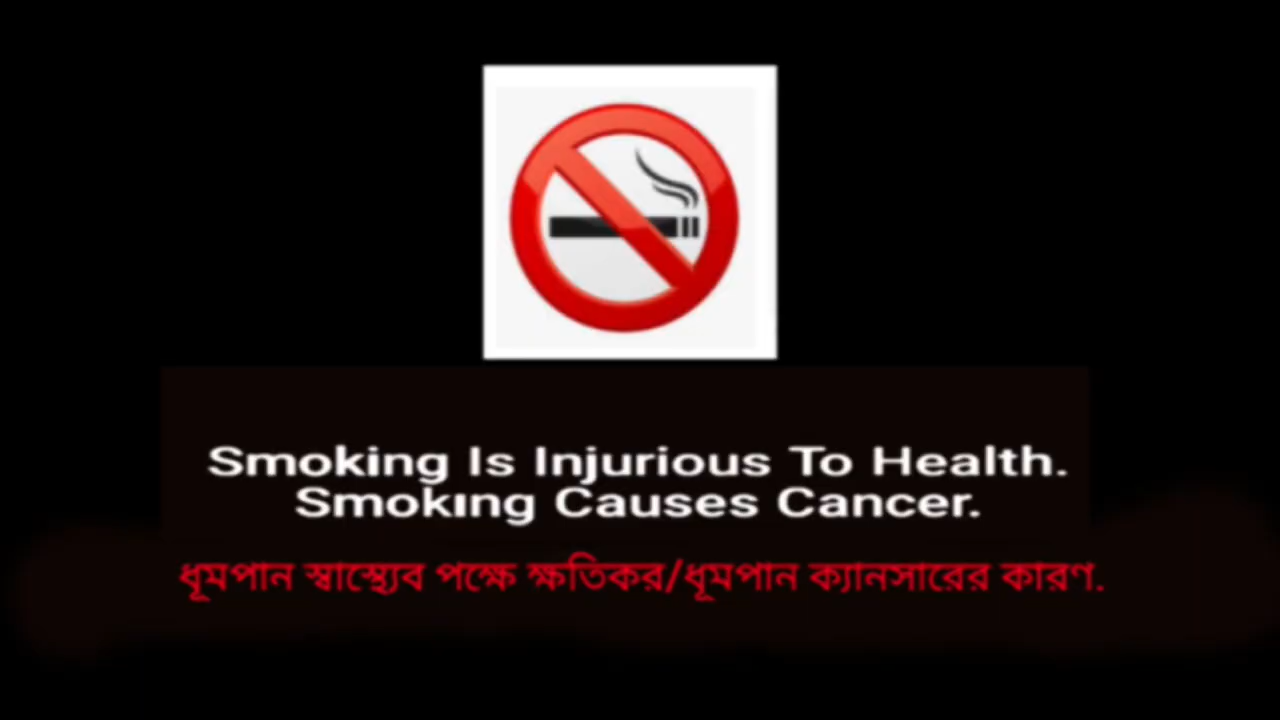 Smoking Is Injurious To Health.
Smoking Causes Cancer.
ধূমপান স্বাস্থ্যেব পক্ষে ক্ষতিকর/ধূমপান ক্যানসারের কারণ.